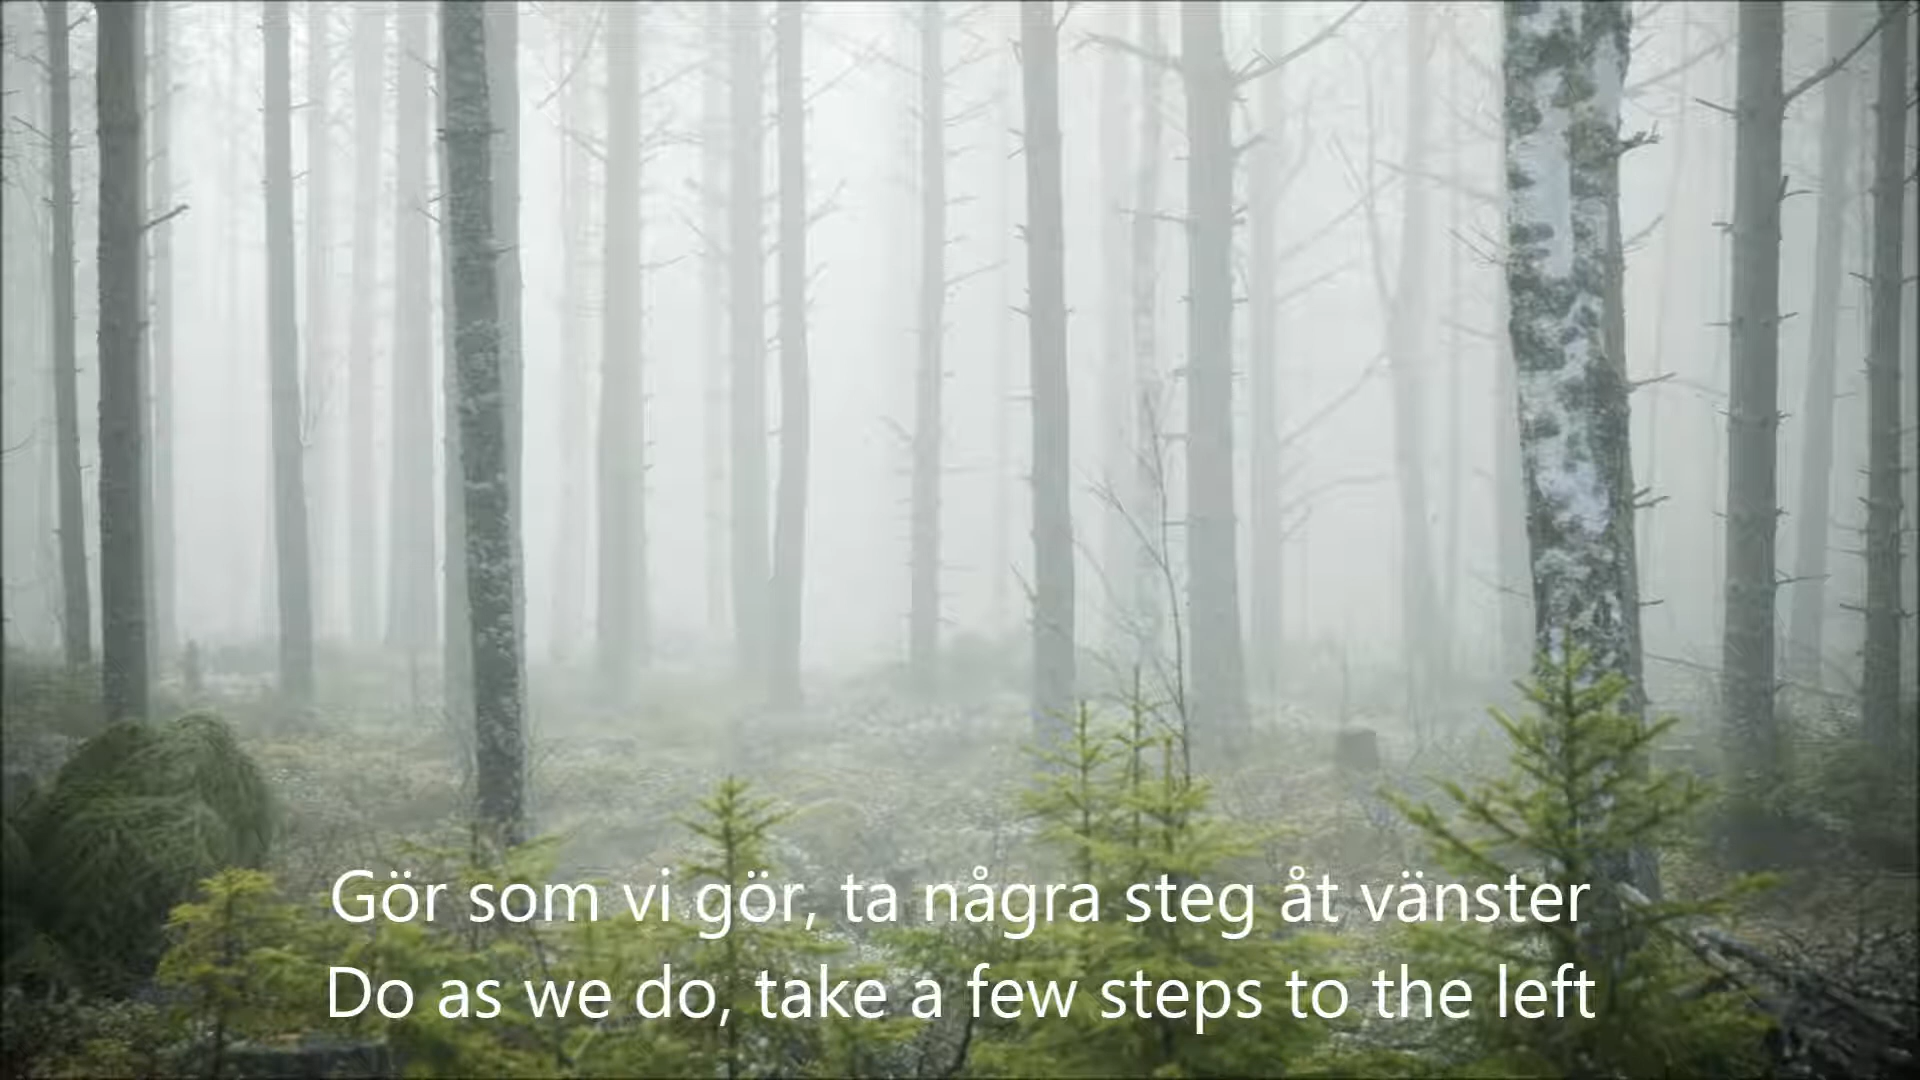 Gör som vi gör, ta några steg åt vänster
Do as we do, take a few steps to the left